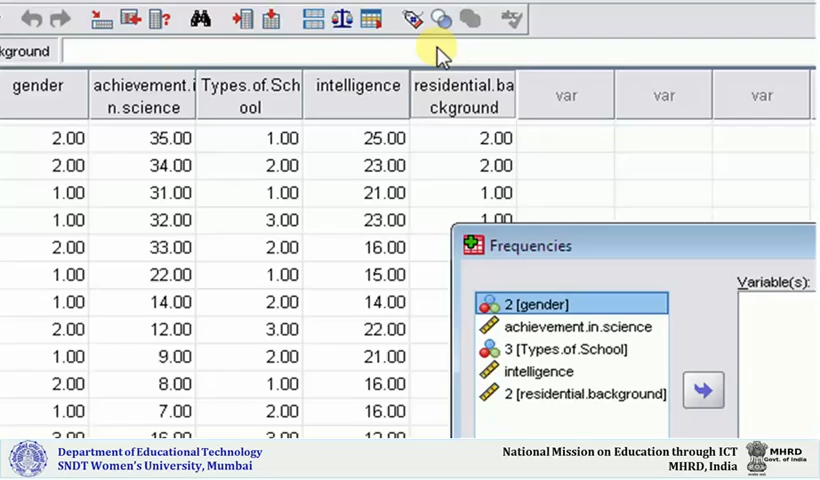 kground
gender achievement.i Types.of.Sch intelligence residential.ba var var var
n.science ool ckground
2.00 35.00 1.00 25.00 2.00
2.00 34.00 2.00 23.00 2.00
1.00 31.00 1.00 21.00 1.00
1.00 32.00 3.00 23.00 1.00
2.00 33.00 2.00 16.00
1.00 22.00 1.00 15.00
1.00 14.00 2.00 14.00
2.00 12.00 3.00 22.00
1.00 9.00 2.00 21.00
2.00 8.00 1.00 16.00
1.00 7.00 2.00 16.00
Frequencies
Variable(s):
2 [gender]
achievement.in.science
3 [Types.of.School]
intelligence
2 [residential.background]
Department of Educational Technology
SNDT Women's University, Mumbai
National Mission on Education through ICT
MHRD, India
MHRD
Govt. of India